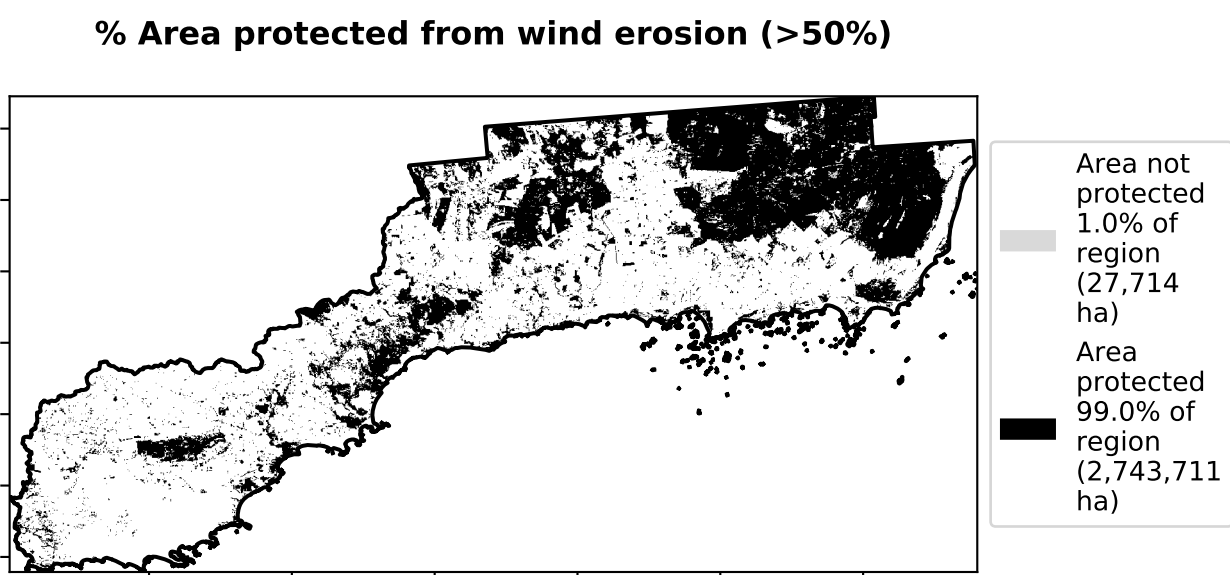 % Area protected from wind erosion (>50%)
Area not
protected
1.0% of
region
(27,714
ha)
Area
protected
99.0% of
region
(2,743,711
ha)